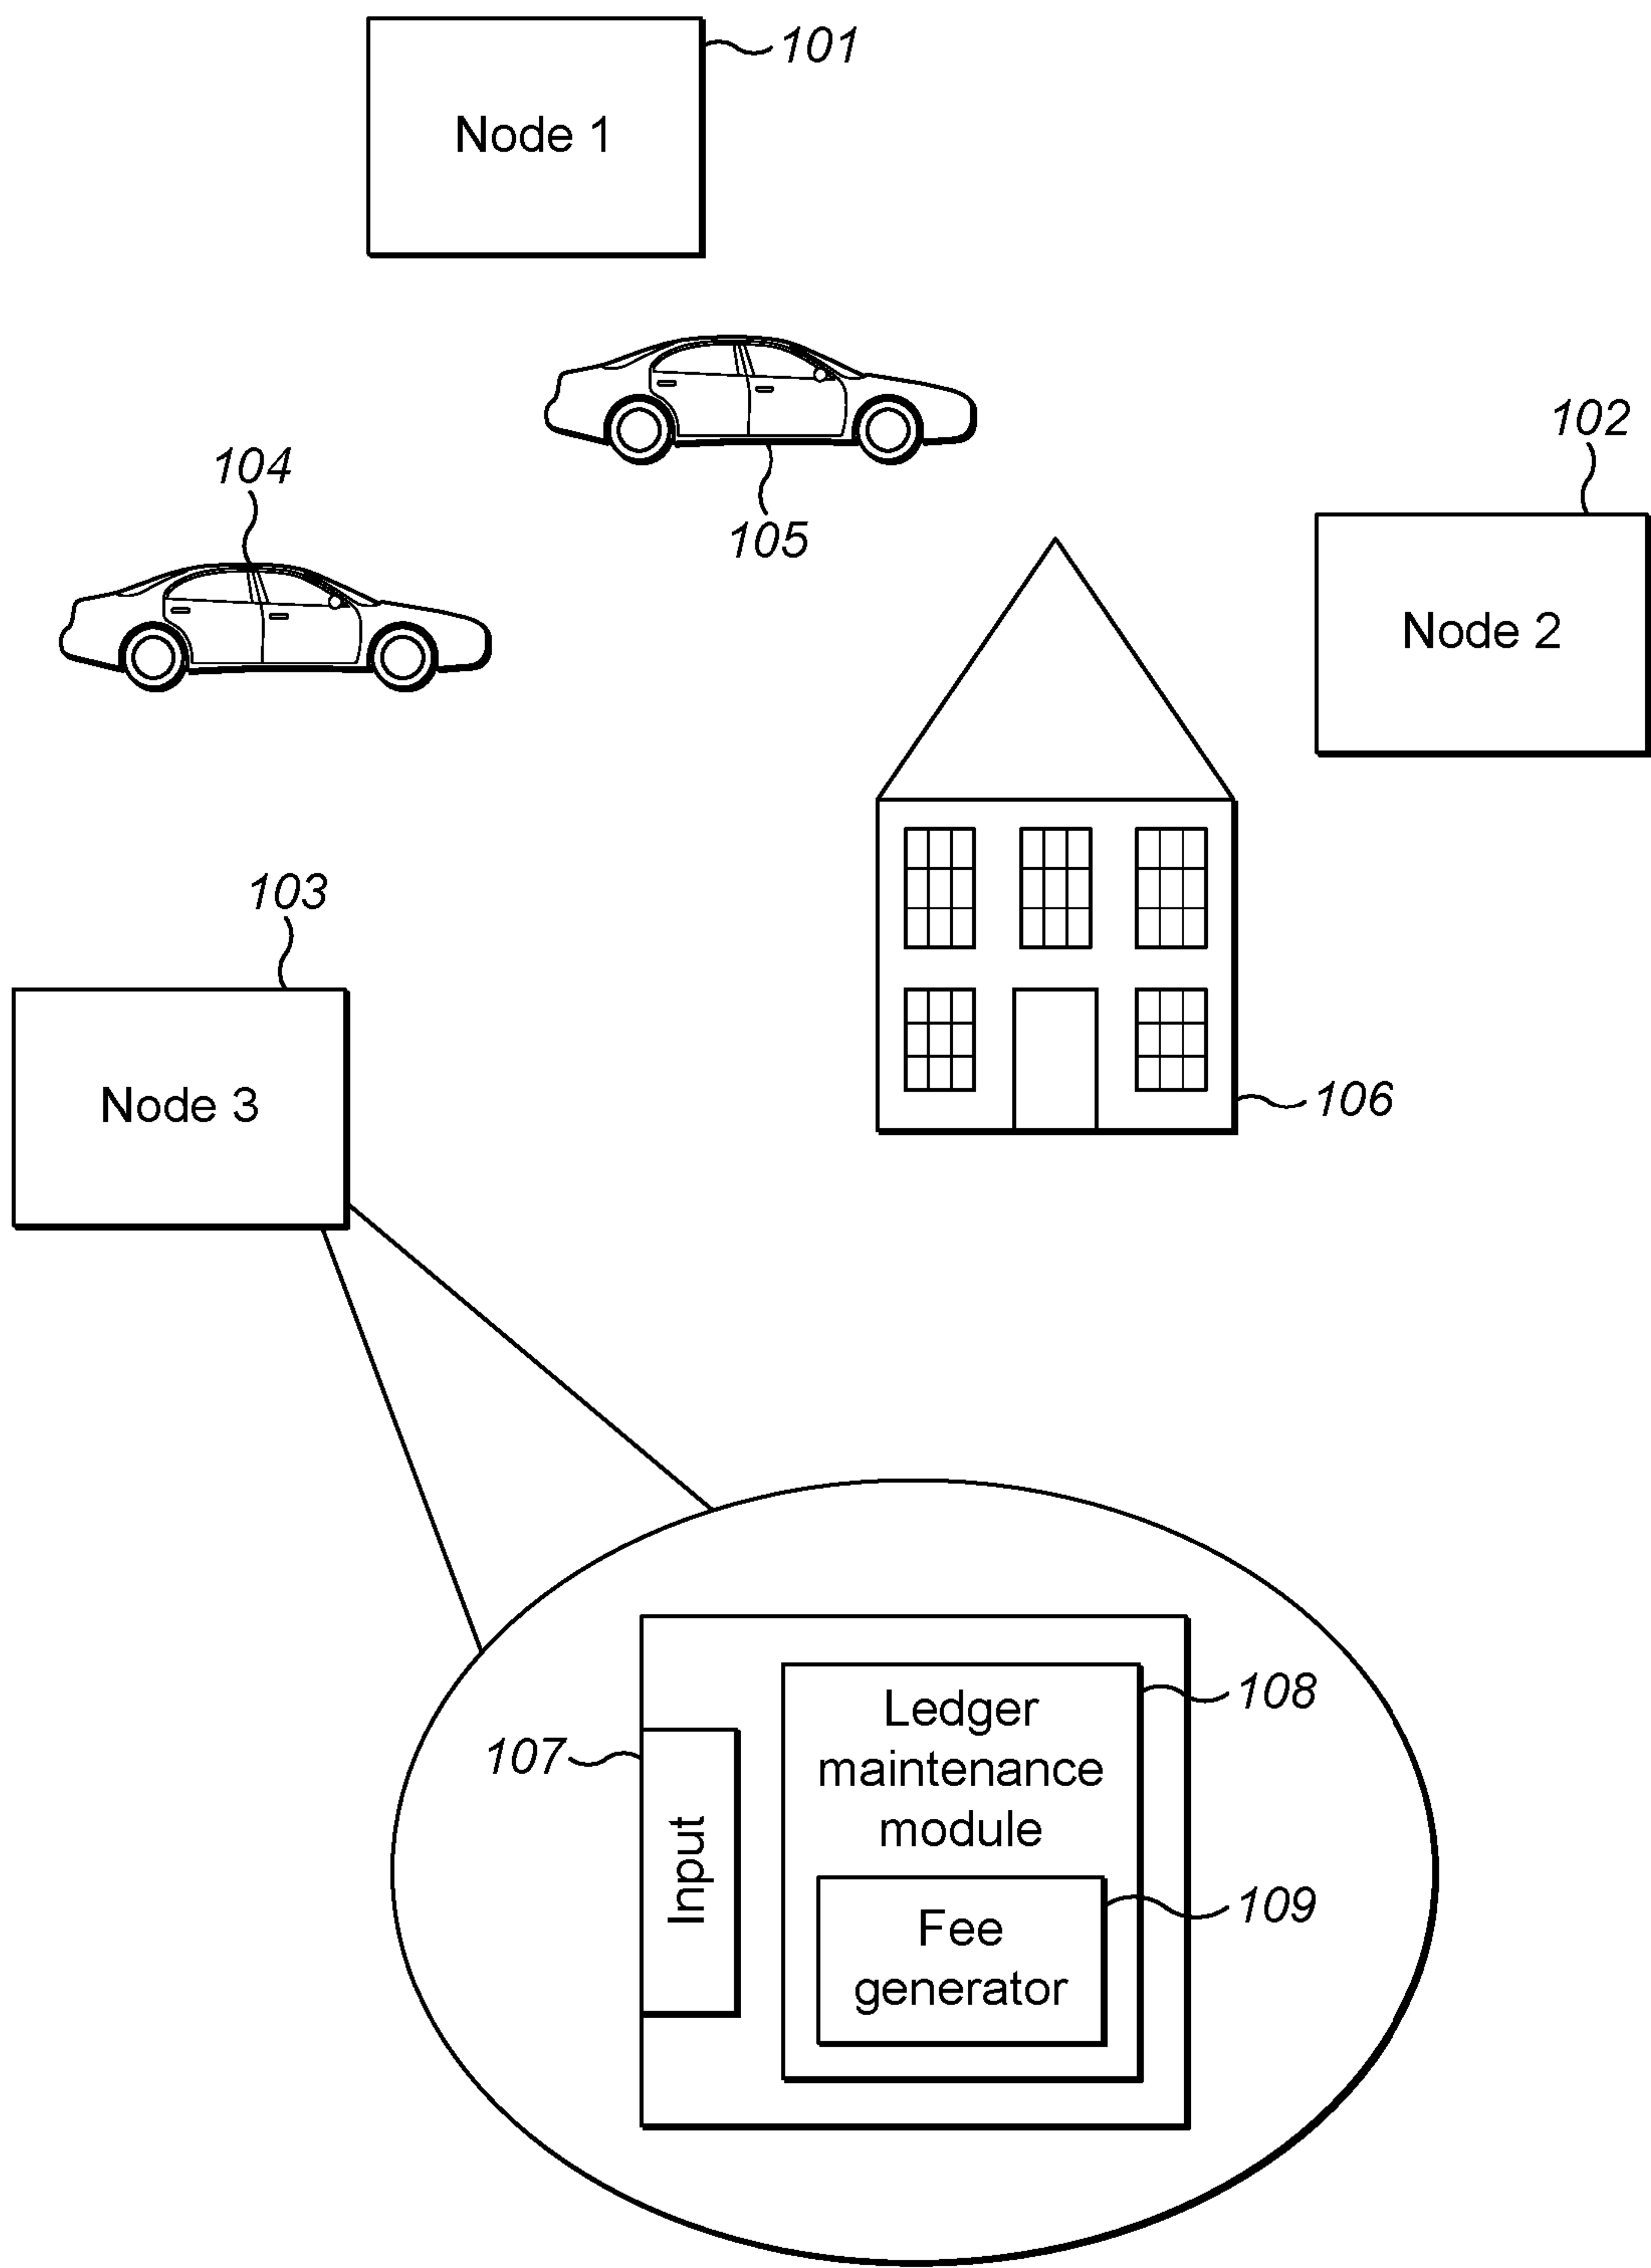 101
Node 1
102
104
105
Node 2
103
Node 3
106
108
Ledger
maintenance
module
107
Input
109
Fee
generator